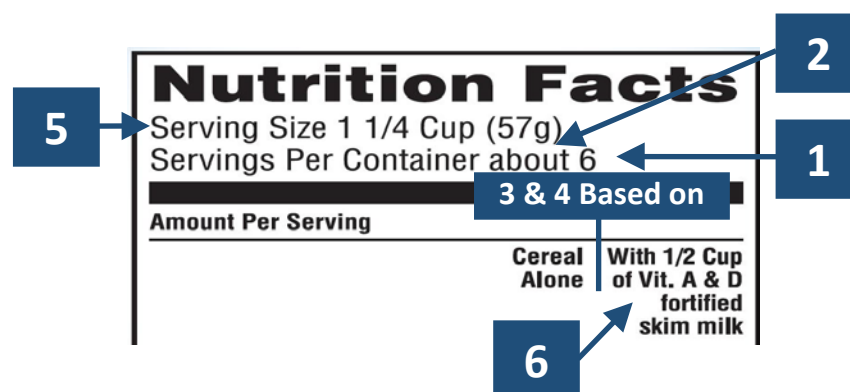 2
Nutrition Facts
5
Serving Size 1 1/4 Cup (57g)
Servings Per Container about 6
1
3 & 4 Based on
Amount Per Serving
Cereal Alone
With 1/2 Cup of Vit. A & D fortified skim milk
6